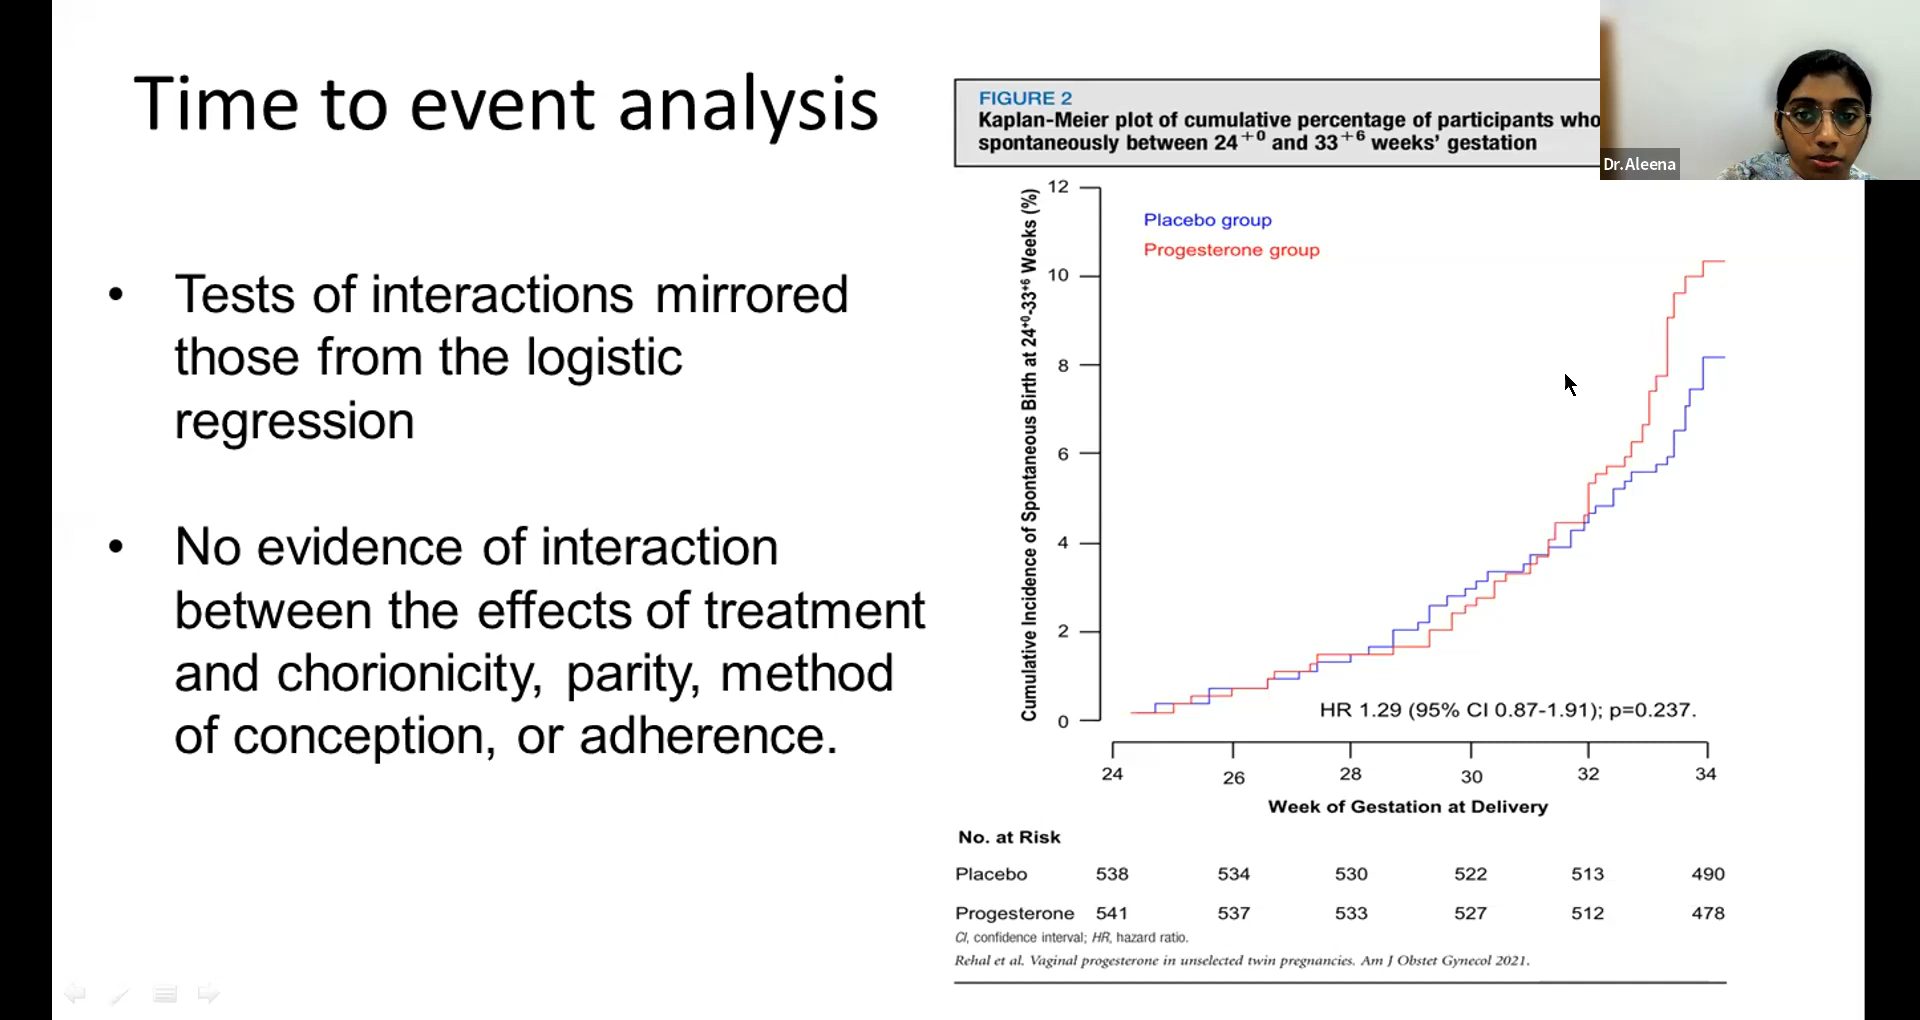 Time to event analysis
• Tests of interactions mirrored
those from the logistic
regression
• No evidence of interaction
between the effects of treatment
and chorionicity, parity, method
of conception, or adherence.
FIGURE 2
Kaplan-Meier plot of cumulative percentage of participants who
spontaneously between 24⁺⁰ and 33⁺⁶ weeks' gestation
Dr.Aleena
Cumulative Incidence of Spontaneous Birth at 24⁺⁰-33⁺⁶ Weeks (%)
12
10
8
6
4
2
0
Placebo group
Progesterone group
HR 1.29 (95% CI 0.87-1.91); p=0.237.
24 26 28 30 32 34
Week of Gestation at Delivery
No. at Risk
Placebo 538 534 530 522 513 490
Progesterone 541 537 533 527 512 478
CI, confidence interval; HR, hazard ratio.
Rehal et al. Vaginal progesterone in unselected twin pregnancies. Am J Obstet Gynecol 2021.